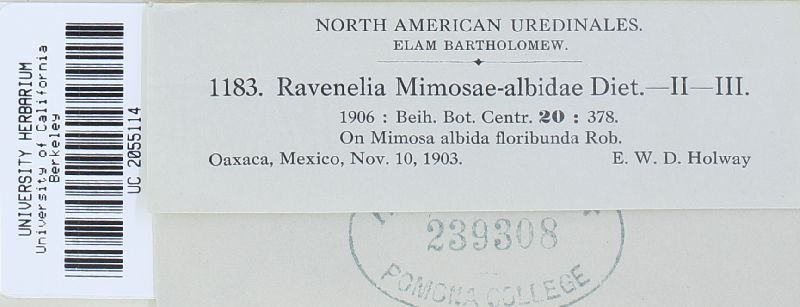 UNIVERSITY HERBARIUM
University of California
Berkeley
UC 2055114
NORTH AMERICAN UREDINALES.
ELAM BARTHOLOMEW.
1183. Ravenelia Mimosae-albidae Diet.—II—III.
1906 : Beih. Bot. Centr. 20 : 378.
On Mimosa albida floribunda Rob.
Oaxaca, Mexico, Nov. 10, 1903. E. W. D. Holway
239308
POMONA COLLEGE